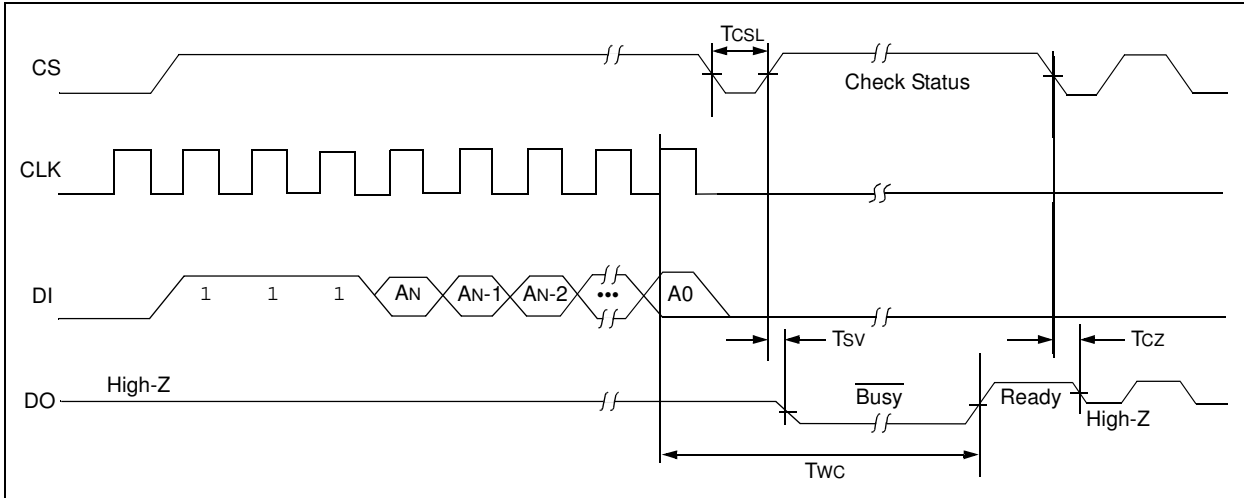 TCSL
CS
Check Status
CLK
DI
1 1 1 AN AN-1 AN-2 ••• A0
TSV
TCZ
High-Z
DO
Busy
Ready
High-Z
TWC